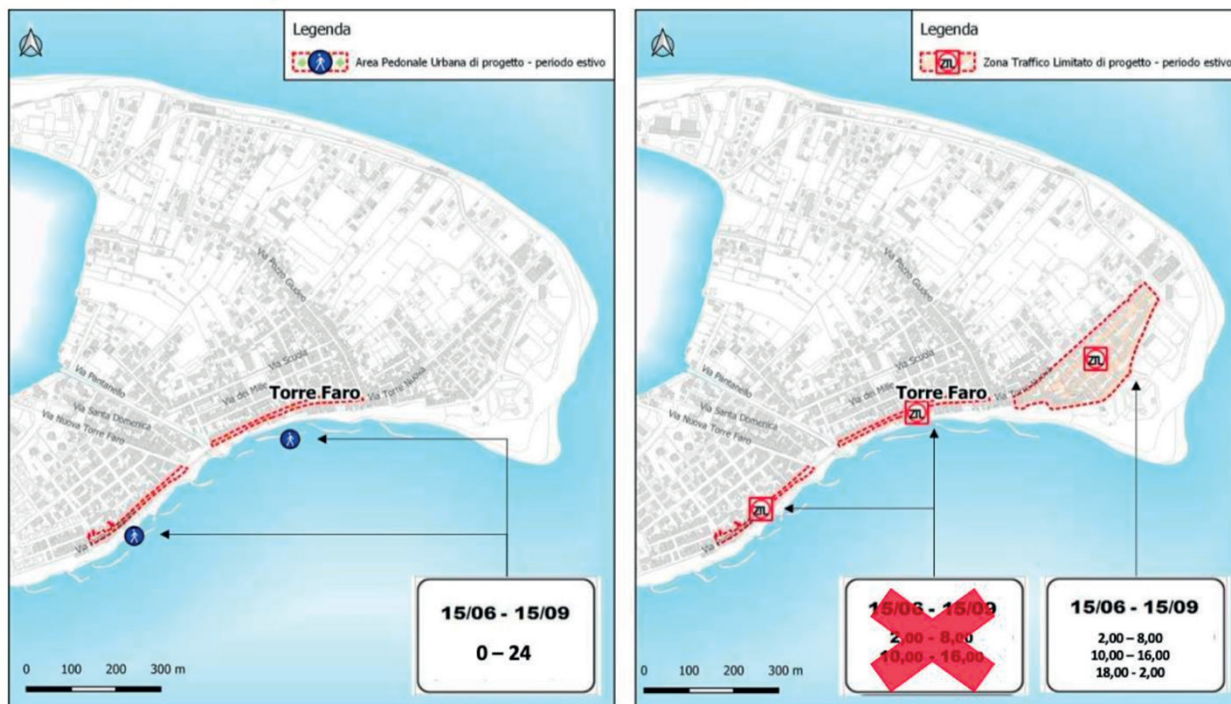 Legenda
Area Pedonale Urbana di progetto - periodo estivo
Via Pozzo Giudeo
Via Scuola
Via dei Mille
Torre Faro
Via Torre Nuova
Via Pantanello
Via Santa Domenica
Via Nuova Torre Faro
Via
15/06 - 15/09
0 – 24
0 100 200 300 m
Legenda
ZTL Zona Traffico Limitato di progetto - periodo estivo
Via Pozzo Giudeo
ZTL
Via Scuola
Via dei Mille
Torre Faro
ZTL
Via Pantanello
Via Santa Domenica
Via Nuova Torre Faro
ZTL
Via
15/06 - 15/09
2,00 - 8,00
10,00 - 16,00
15/06 - 15/09
2,00 – 8,00
10,00 – 16,00
18,00 - 2,00
0 100 200 300 m